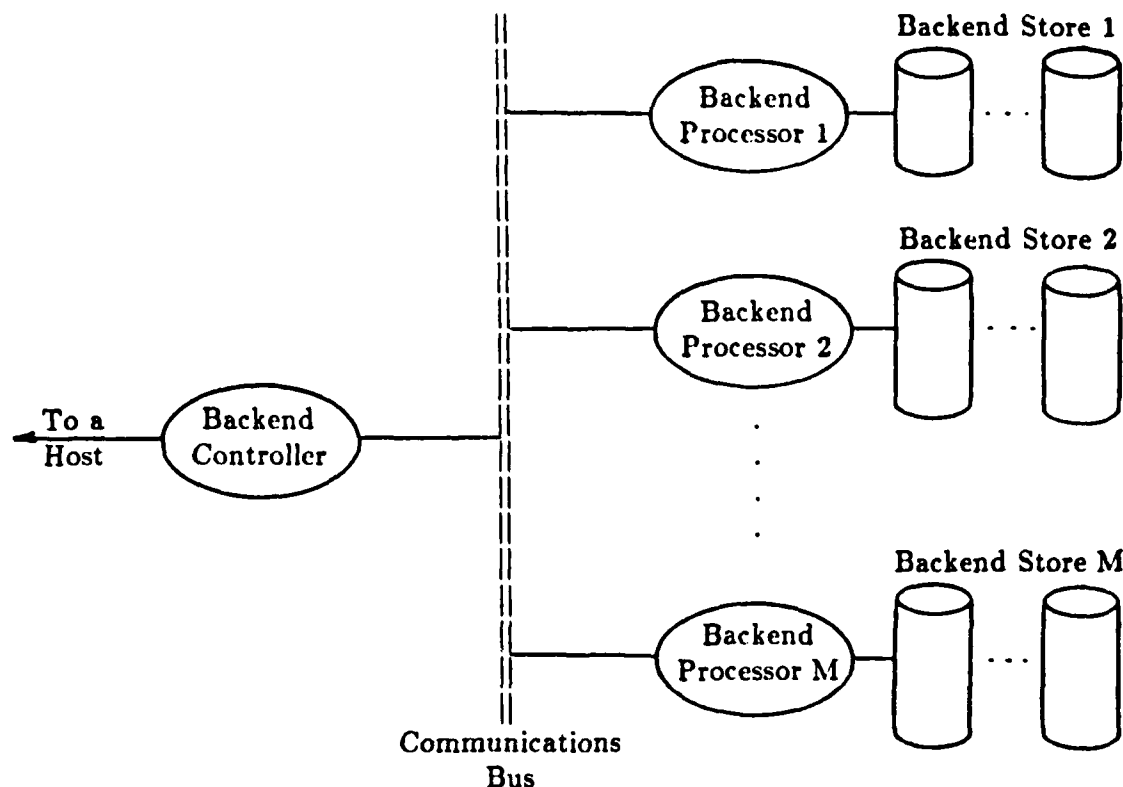 Backend Store 1
Backend
Processor 1
. . .
Backend Store 2
Backend
Processor 2
. . .
To a
Host
Backend
Controller
Backend Store M
Backend
Processor M
. . .
Communications
Bus